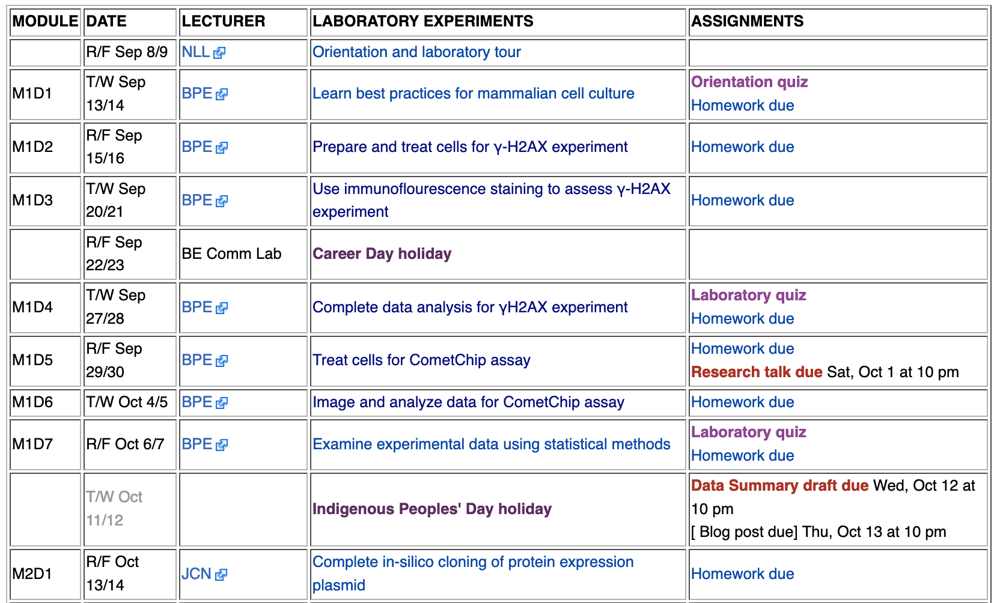 MODULE DATE LECTURER LABORATORY EXPERIMENTS ASSIGNMENTS
R/F Sep 8/9 NLL Orientation and laboratory tour
M1D1
T/W Sep
13/14
BPE
Learn best practices for mammalian cell culture
Orientation quiz
Homework due
M1D2
R/F Sep
15/16
BPE
Prepare and treat cells for γ-H2AX experiment
Homework due
M1D3
T/W Sep
20/21
BPE
Use immunoflourescence staining to assess γ-H2AX
experiment
Homework due
R/F Sep
22/23
BE Comm Lab
Career Day holiday
M1D4
T/W Sep
27/28
BPE
Complete data analysis for γH2AX experiment
Laboratory quiz
Homework due
M1D5
R/F Sep
29/30
BPE
Treat cells for CometChip assay
Homework due
Research talk due Sat, Oct 1 at 10 pm
M1D6 T/W Oct 4/5 BPE Image and analyze data for CometChip assay Homework due
M1D7
R/F Oct 6/7
BPE
Examine experimental data using statistical methods
Laboratory quiz
Homework due
T/W Oct
11/12
Indigenous Peoples' Day holiday
Data Summary draft due Wed, Oct 12 at
10 pm
[ Blog post due] Thu, Oct 13 at 10 pm
M2D1
R/F Oct
13/14
JCN
Complete in-silico cloning of protein expression
plasmid
Homework due